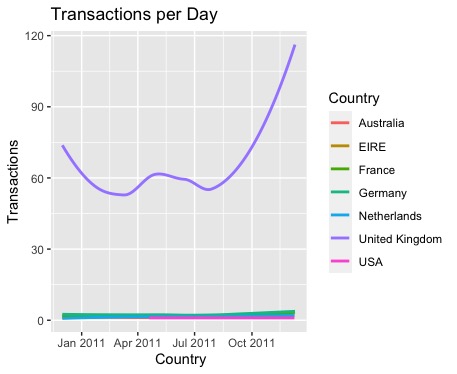 Transactions per Day
120
90
60
30
0
Transactions
Jan 2011 Apr 2011 Jul 2011 Oct 2011
Country
Country
Australia
EIRE
France
Germany
Netherlands
United Kingdom
USA